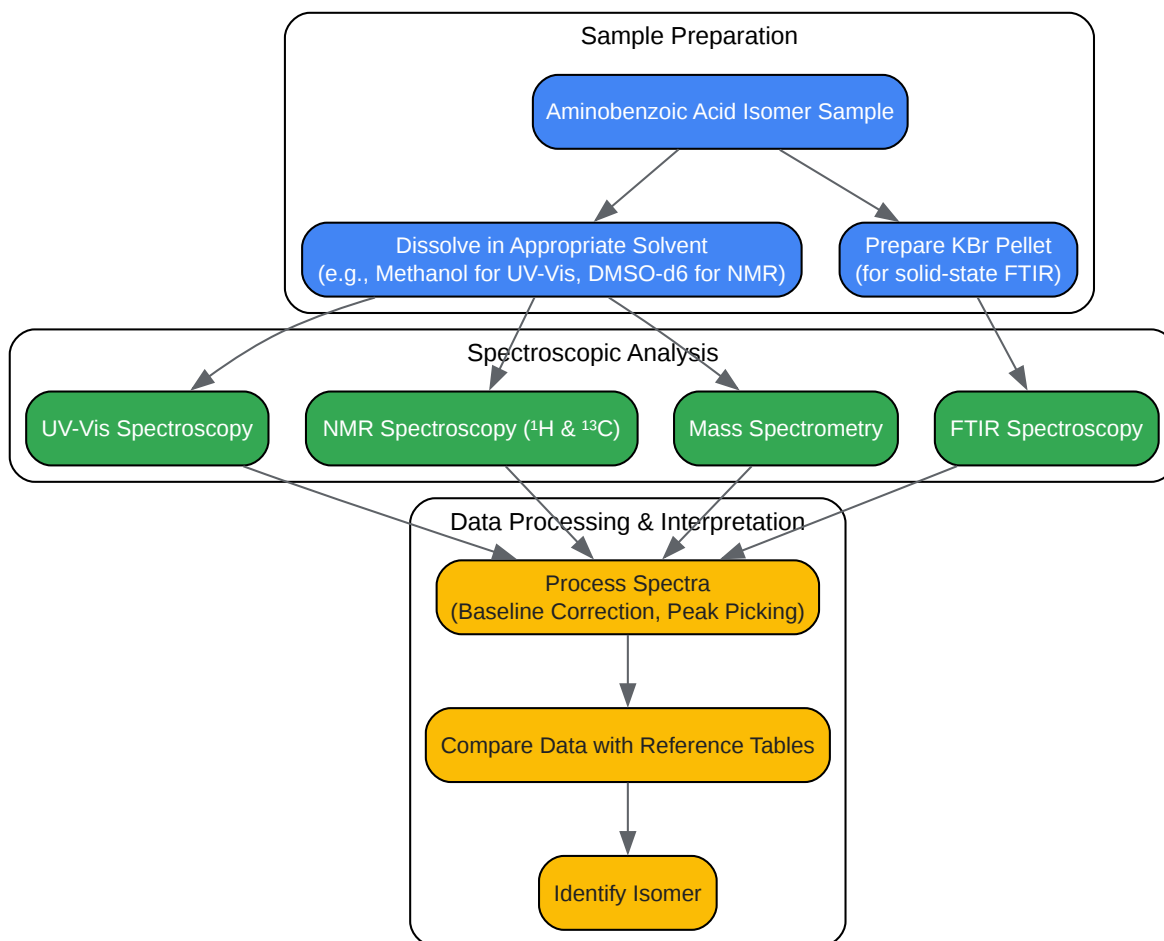 Sample Preparation
Aminobenzoic Acid Isomer Sample
Dissolve in Appropriate Solvent
(e.g., Methanol for UV-Vis, DMSO-d6 for NMR)
Prepare KBr Pellet
(for solid-state FTIR)
Spectroscopic Analysis
UV-Vis Spectroscopy
NMR Spectroscopy (¹H & ¹³C)
Mass Spectrometry
FTIR Spectroscopy
Data Processing & Interpretation
Process Spectra
(Baseline Correction, Peak Picking)
Compare Data with Reference Tables
Identify Isomer